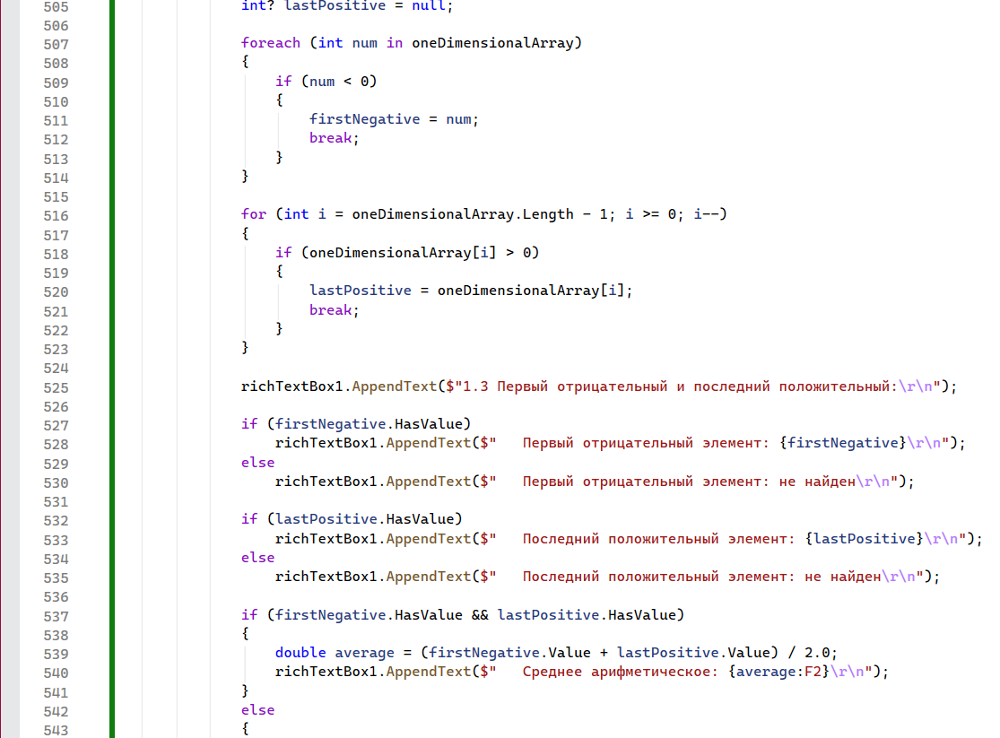 505 int? lastPositive = null;
506
507 foreach (int num in oneDimensionalArray)
508 {
509 if (num < 0)
510 {
511 firstNegative = num;
512 break;
513 }
514 }
515
516 for (int i = oneDimensionalArray.Length - 1; i >= 0; i--)
517 {
518 if (oneDimensionalArray[i] > 0)
519 {
520 lastPositive = oneDimensionalArray[i];
521 break;
522 }
523 }
524
525 richTextBox1.AppendText($"1.3 Первый отрицательный и последний положительный:\r\n");
526
527 if (firstNegative.HasValue)
528 richTextBox1.AppendText($"   Первый отрицательный элемент: {firstNegative}\r\n");
529 else
530 richTextBox1.AppendText($"   Первый отрицательный элемент: не найден\r\n");
531
532 if (lastPositive.HasValue)
533 richTextBox1.AppendText($"   Последний положительный элемент: {lastPositive}\r\n");
534 else
535 richTextBox1.AppendText($"   Последний положительный элемент: не найден\r\n");
536
537 if (firstNegative.HasValue && lastPositive.HasValue)
538 {
539 double average = (firstNegative.Value + lastPositive.Value) / 2.0;
540 richTextBox1.AppendText($"   Среднее арифметическое: {average:F2}\r\n");
541 }
542 else
543 {